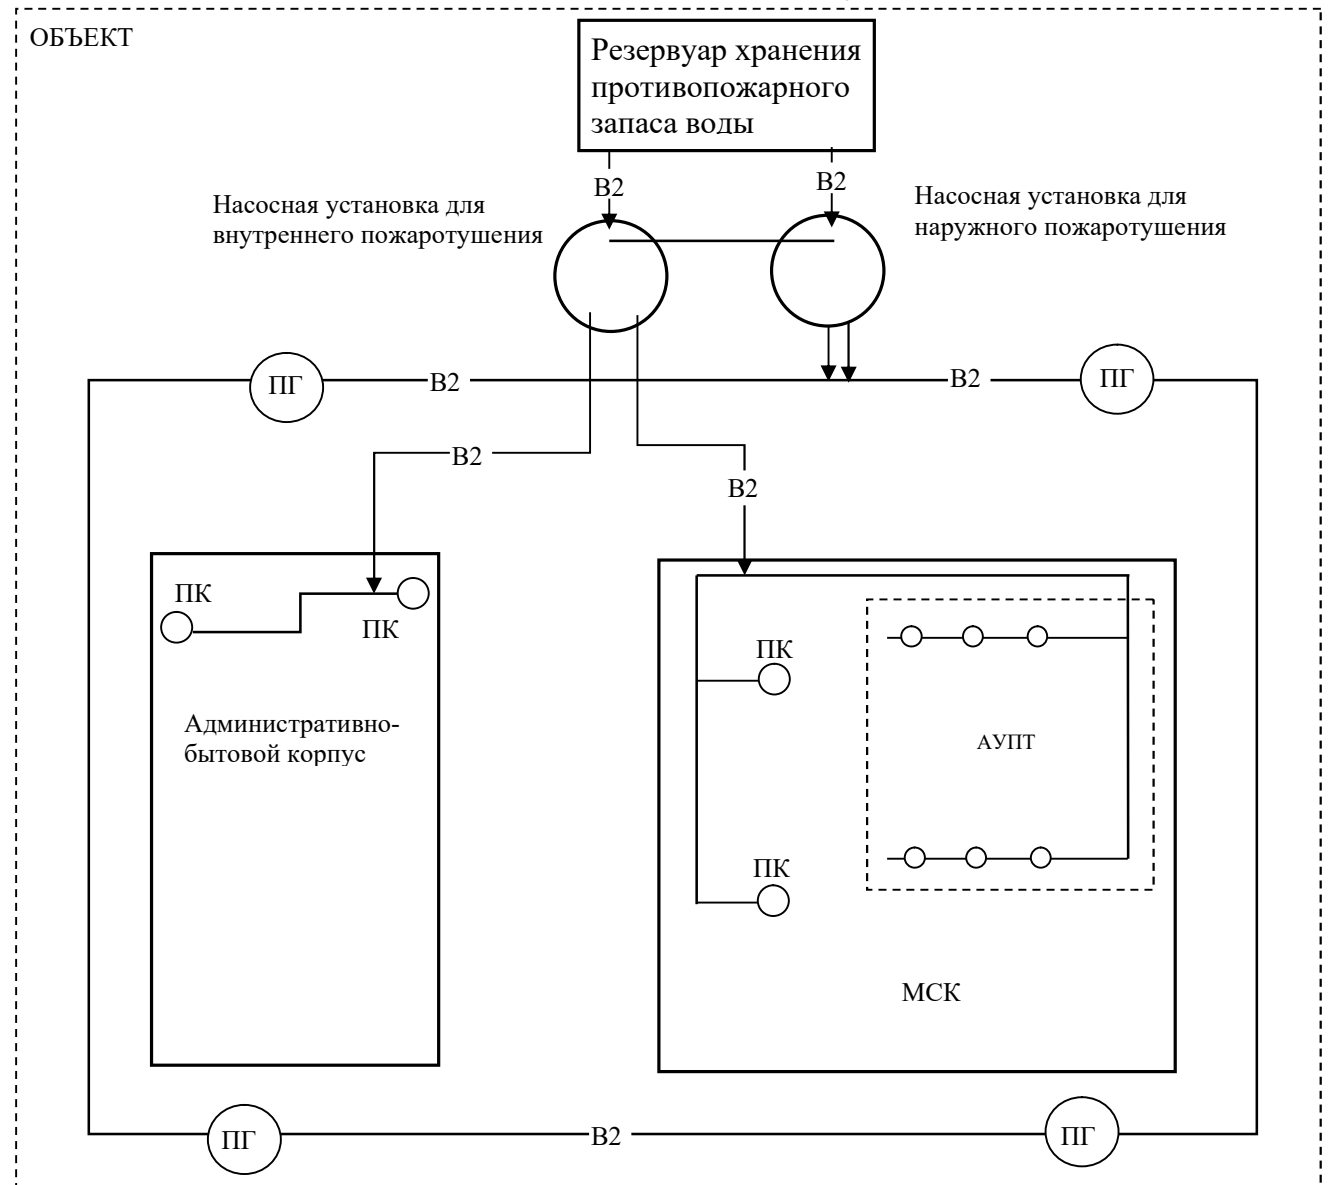 ОБЪЕКТ
Резервуар хранения
противопожарного
запаса воды
В2
В2
Насосная установка для
внутреннего пожаротушения
Насосная установка для
наружного пожаротушения
ПГ
В2
В2
ПГ
В2
В2
ПК
ПК
Административно-
бытовой корпус
ПК
АУПТ
ПК
МСК
ПГ
В2
ПГ